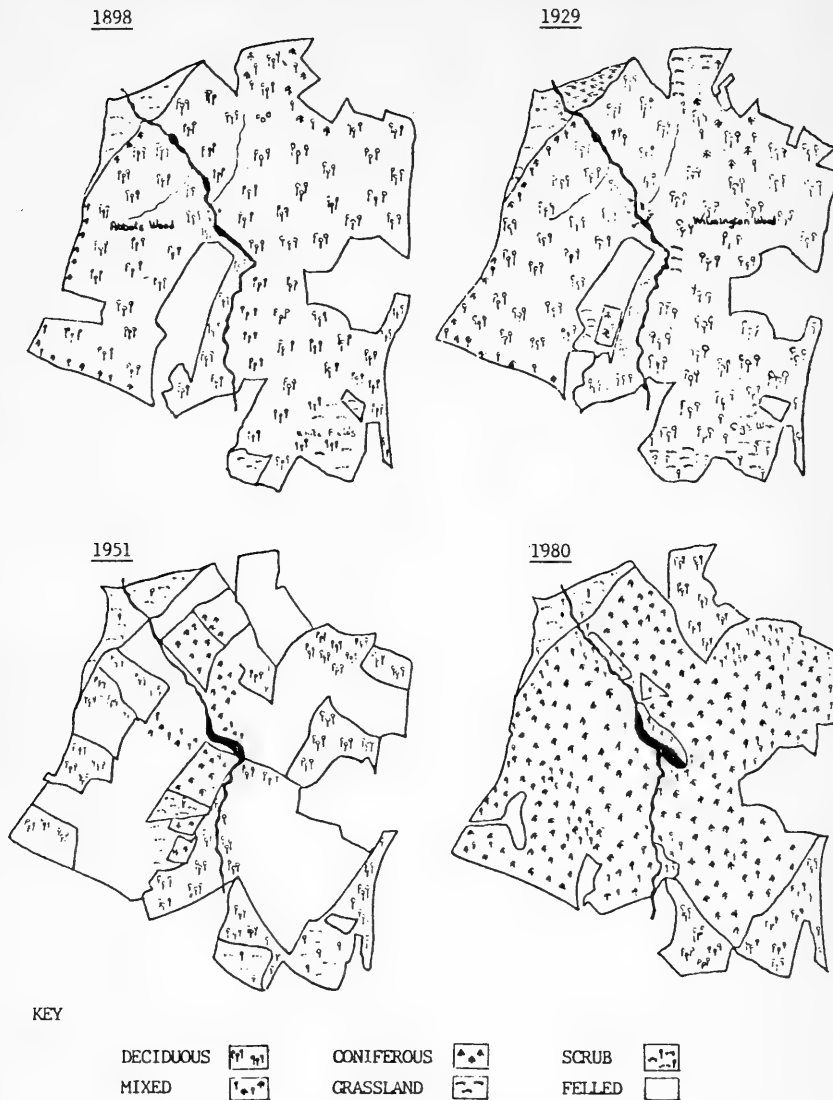 1898
1929
Abbots Wood
Wilmington Wood
1951
1980
KEY
DECIDUOUS
CONIFEROUS
SCRUB
MIXED
GRASSLAND
FELLED